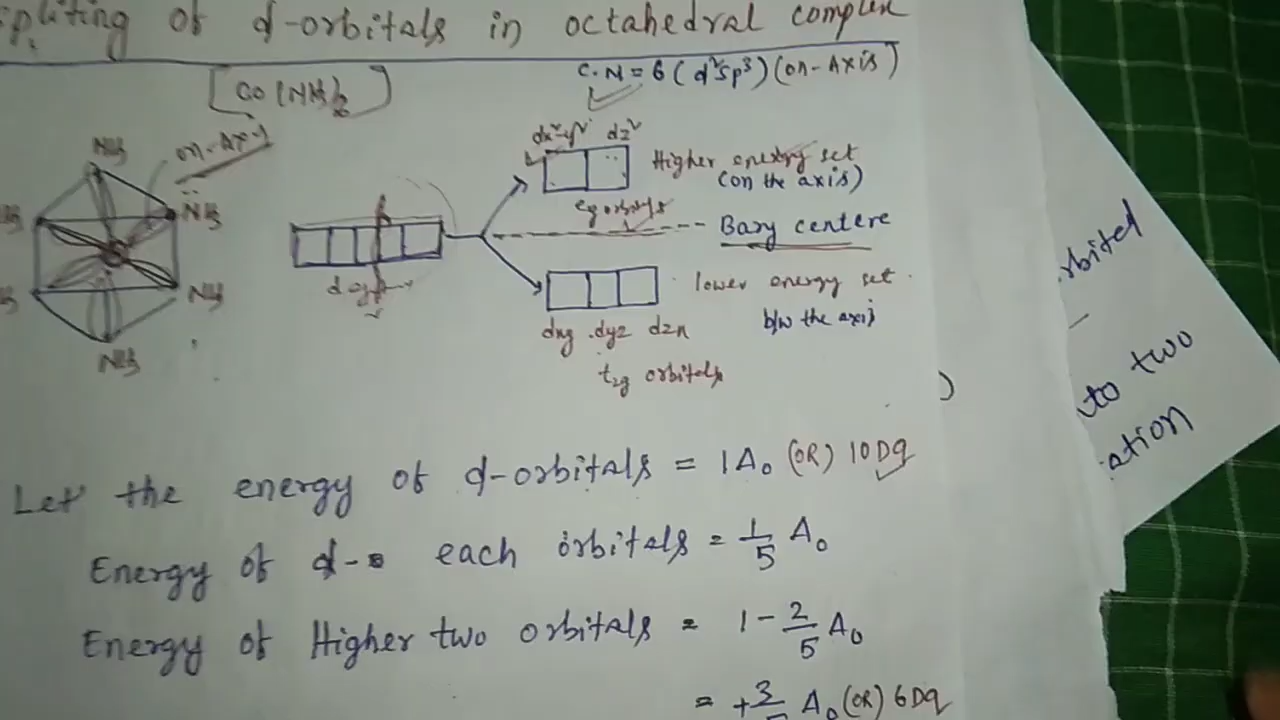 splitting of d-orbitals in octahedral complex
C.N = 6 (d²sp³) (on-Axis)
[Co(NH₃)₆]
on-Axis
NH₃
NH₃
NH₃
NH₃
dx²-y² dz²
Higher energy set
(on the axis)
eg orbitals
Bary centere
lower energy set
b/w the axis
dxy dyz dzx
t₂g orbitals
Let the energy of d-orbitals = 1Δ₀ (OR) 10Dq
Energy of d- each orbitals = 1/5 Δ₀
Energy of Higher two orbitals = 1 - 2/5 Δ₀
= +3/5 Δ₀ (OR) 6Dq
rbital
to two
ation